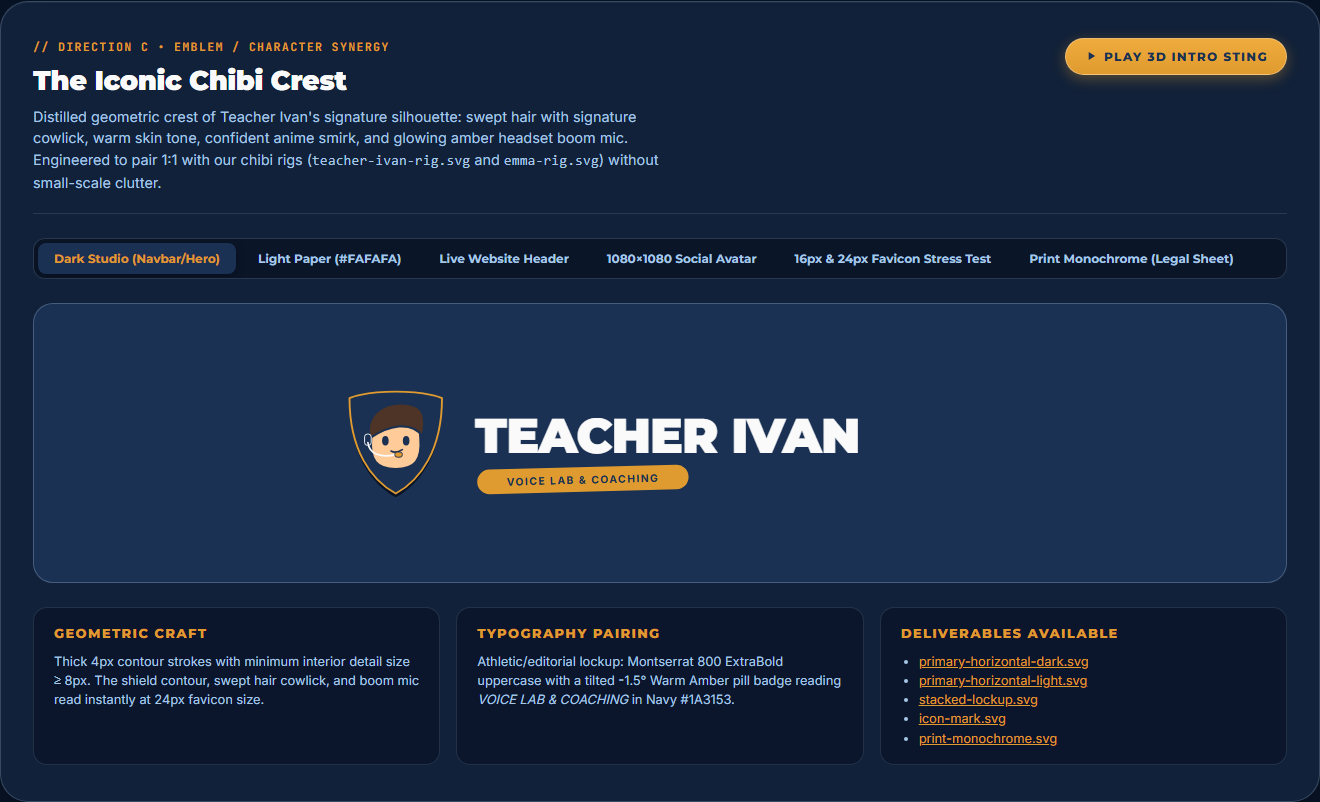 // DIRECTION C • EMBLEM / CHARACTER SYNERGY
The Iconic Chibi Crest
Distilled geometric crest of Teacher Ivan's signature silhouette: swept hair with signature
cowlick, warm skin tone, confident anime smirk, and glowing amber headset boom mic.
Engineered to pair 1:1 with our chibi rigs (teacher-ivan-rig.svg and emma-rig.svg) without
small-scale clutter.
▶ PLAY 3D INTRO STING
Dark Studio (Navbar/Hero)
Light Paper (#FAFAFA)
Live Website Header
1080×1080 Social Avatar
16px & 24px Favicon Stress Test
Print Monochrome (Legal Sheet)
TEACHER IVAN
VOICE LAB & COACHING
GEOMETRIC CRAFT
Thick 4px contour strokes with minimum interior detail size
≥ 8px. The shield contour, swept hair cowlick, and boom mic
read instantly at 24px favicon size.
TYPOGRAPHY PAIRING
Athletic/editorial lockup: Montserrat 800 ExtraBold
uppercase with a tilted -1.5° Warm Amber pill badge reading
VOICE LAB & COACHING in Navy #1A3153.
DELIVERABLES AVAILABLE
• primary-horizontal-dark.svg
• primary-horizontal-light.svg
• stacked-lockup.svg
• icon-mark.svg
• print-monochrome.svg